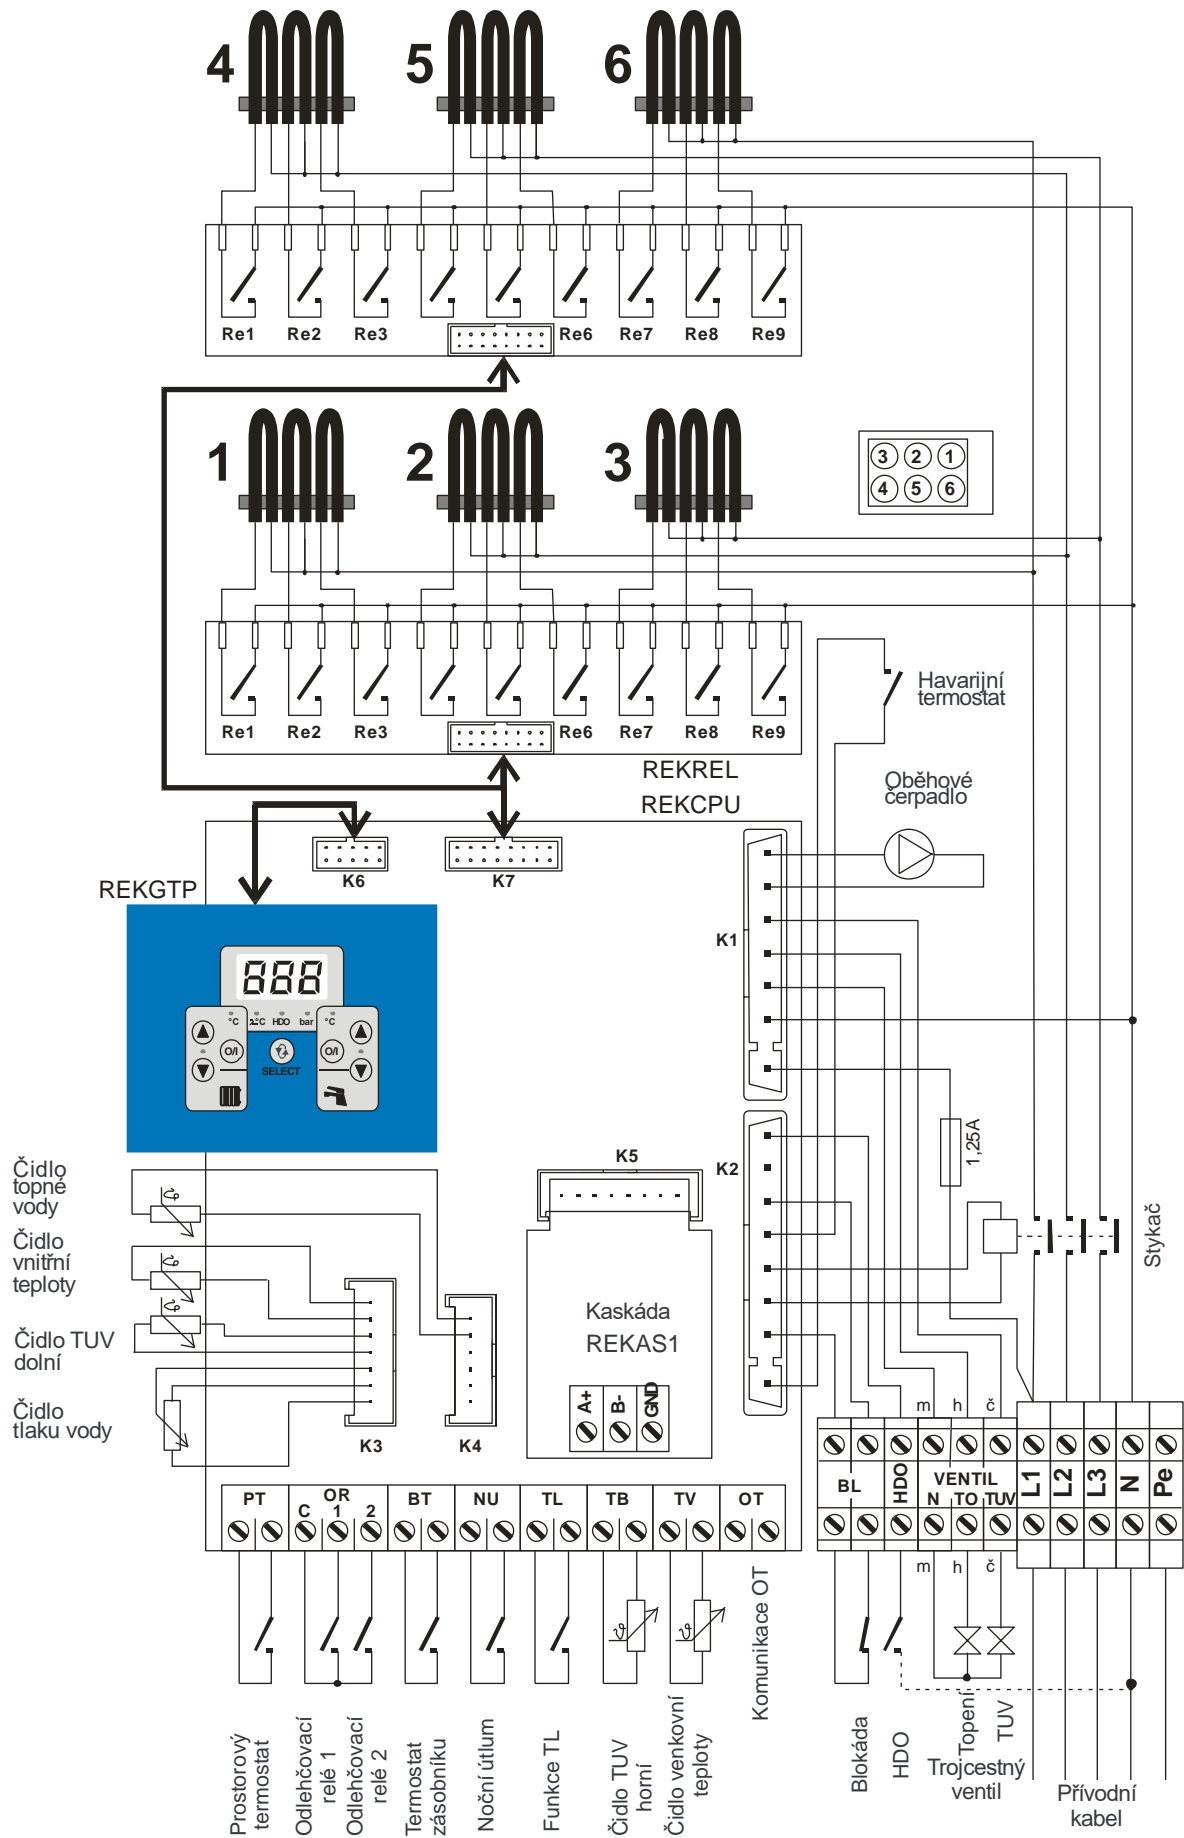 4
5
6
Re1
Re2
Re3
Re6
Re7
Re8
Re9
1
2
3
3 2 1
4 5 6
Re1
Re2
Re3
Re6
Re7
Re8
Re9
Havarijní
termostat
REKREL
REKCPU
Oběhové
čerpadlo
K6
K7
REKGTP
K1
°C
°C
HDO
bar
°C
O/I
O/I
SELECT
1,25A
K5
K2
Čidlo
topné
vody
Čidlo
vnitřní
teploty
Stykač
Čidlo TUV
dolní
Kaskáda
REKAS1
Čidlo
tlaku vody
A+
B-
GND
K3
K4
m
h
č
PT
OR
C
1
2
BT
NU
TL
TB
TV
OT
BL
HDO
VENTIL
N
TO
TUV
L1
L2
L3
N
Pe
m
h
č
Prostorový
termostat
Odlehčovací
relé 1
Odlehčovací
relé 2
Termostat
zásobníku
Noční útlum
Funkce TL
Čidlo TUV
horní
Čidlo venkovní
teploty
Komunikace OT
Blokáda
HDO
Topení
TUV
Trojcestný
ventil
Přívodní
kabel